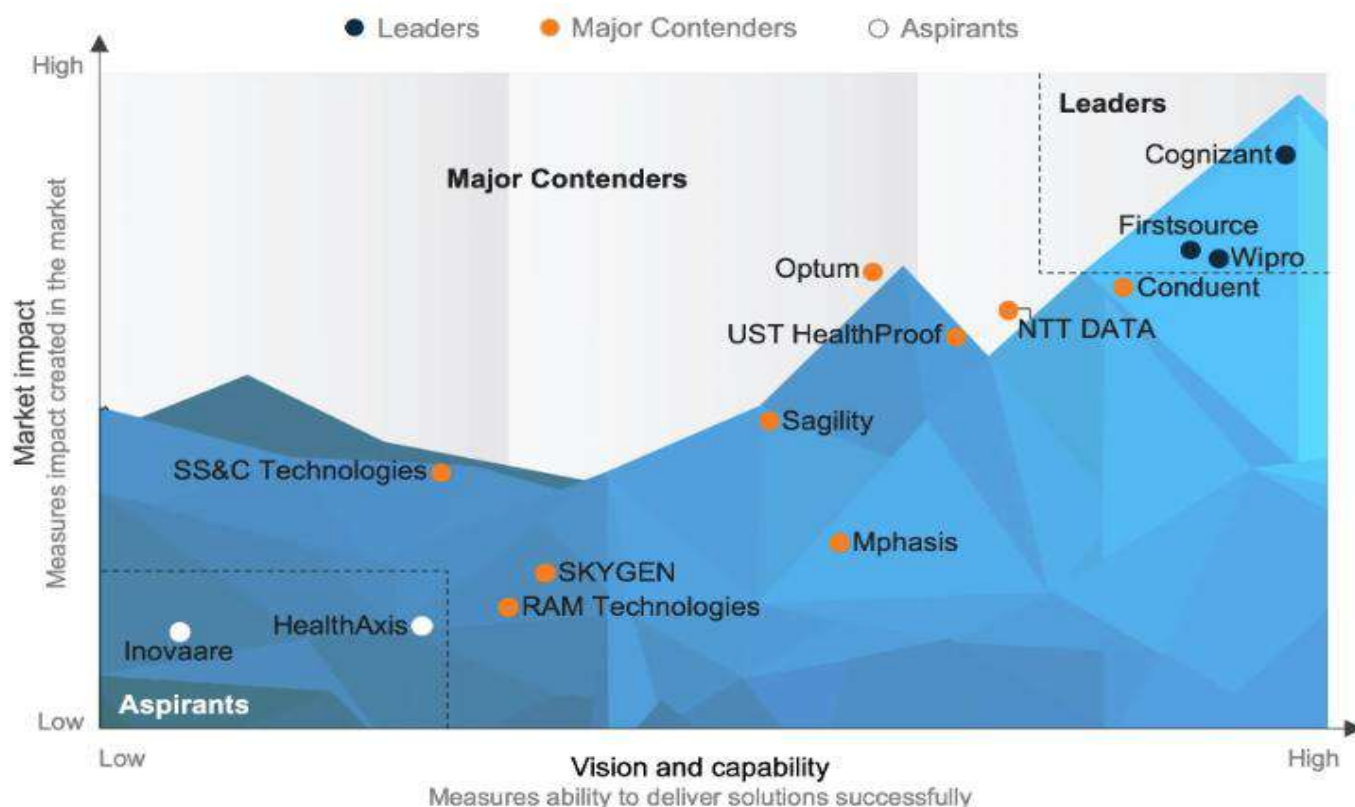 Leaders
Major Contenders
Aspirants
High
Leaders
Cognizant
Major Contenders
Firstsource
Wipro
Optum
Conduent
UST HealthProof
NTT DATA
Market impact
Measures impact created in the market
Sagility
SS&C Technologies
Mphasis
SKYGEN
RAM Technologies
HealthAxis
Inovaare
Aspirants
Low
Low
High
Vision and capability
Measures ability to deliver solutions successfully